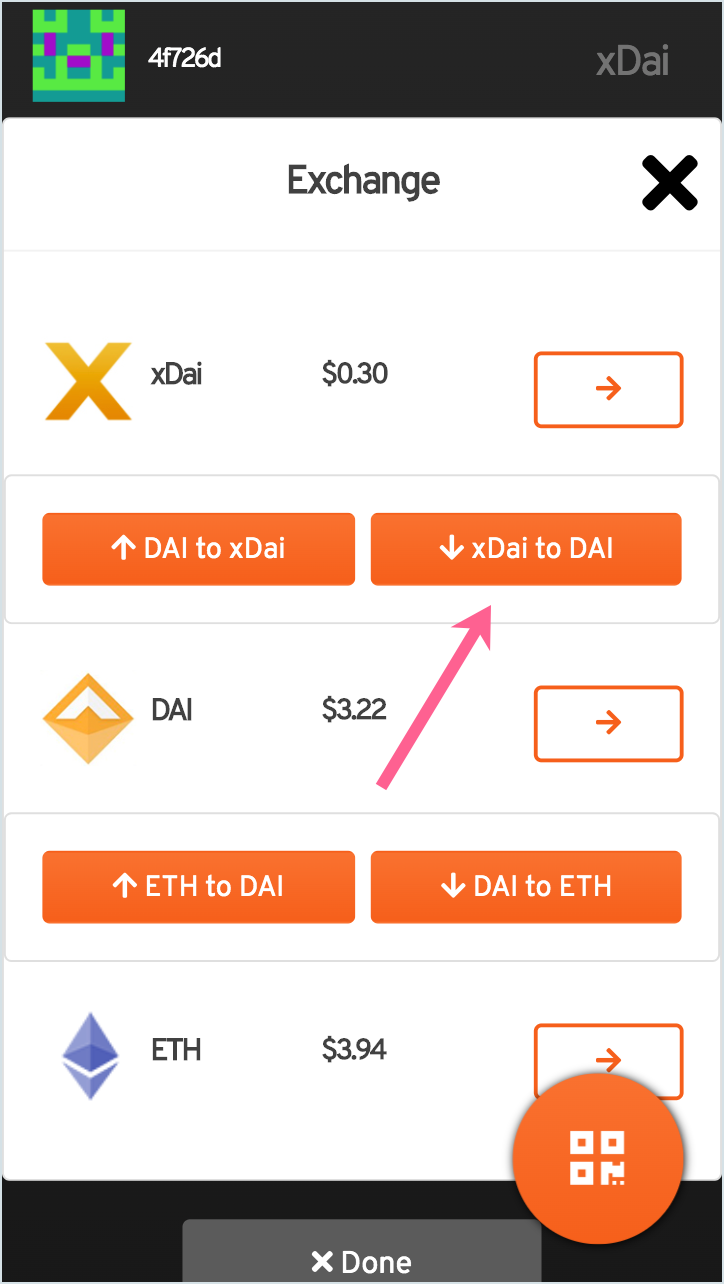 4f726d
xDai
Exchange
xDai $0.30
DAI to xDai xDai to DAI
DAI $3.22
ETH to DAI DAI to ETH
ETH $3.94
Done